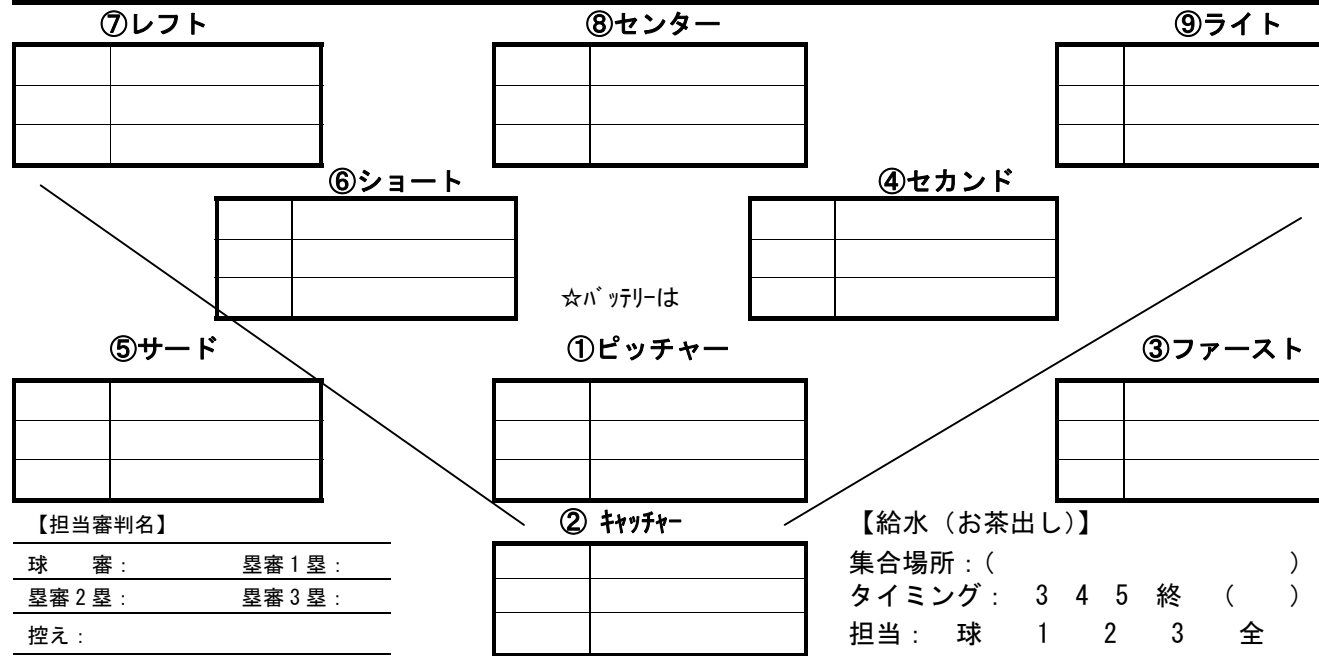 ⑦レフト ⑧センター ⑨ライト
⑥ショート ④セカンド
☆ﾊﾞｯﾃﾘｰは
⑤サード ①ピッチャー ③ファースト
【担当審判名】 ② ｷｬｯﾁｬｰ 【給水（お茶出し）】
球　審： 塁審１塁： 集合場所：( )
塁審２塁： 塁審３塁： タイミング： 3 4 5 終 ( )
控え： 担当： 球 1 2 3 全